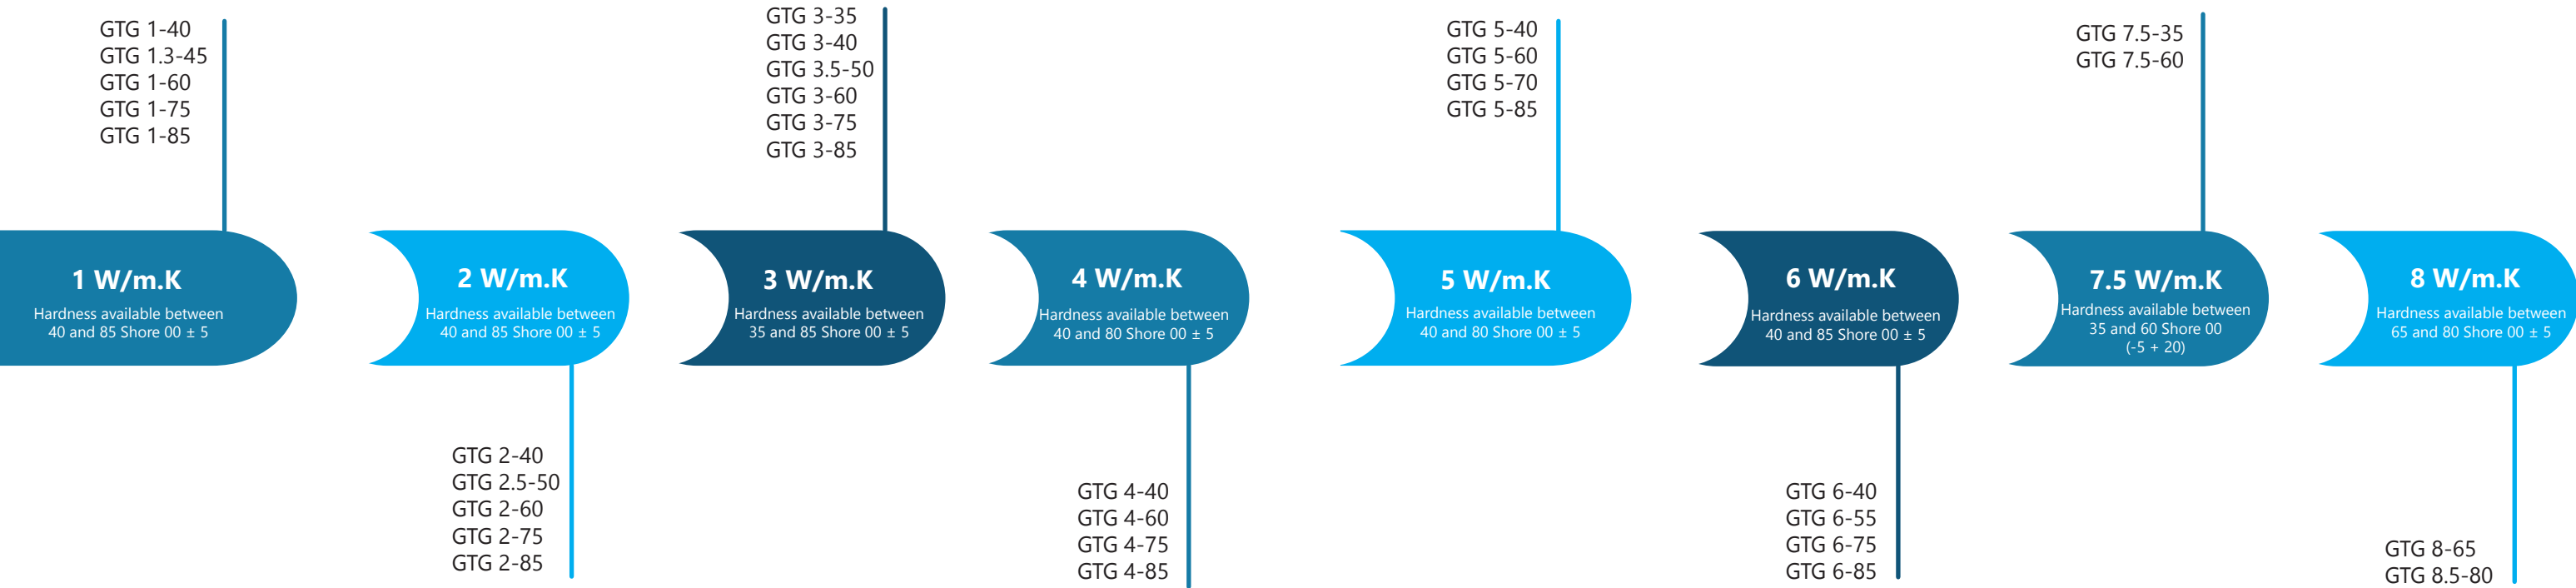 GTG 1-40
GTG 1.3-45
GTG 1-60
GTG 1-75
GTG 1-85
1 W/m.K
Hardness available between
40 and 85 Shore 00 ± 5
2 W/m.K
Hardness available between
40 and 85 Shore 00 ± 5
GTG 2-40
GTG 2.5-50
GTG 2-60
GTG 2-75
GTG 2-85
GTG 3-35
GTG 3-40
GTG 3.5-50
GTG 3-60
GTG 3-75
GTG 3-85
3 W/m.K
Hardness available between
35 and 85 Shore 00 ± 5
4 W/m.K
Hardness available between
40 and 80 Shore 00 ± 5
GTG 4-40
GTG 4-60
GTG 4-75
GTG 4-85
GTG 5-40
GTG 5-60
GTG 5-70
GTG 5-85
5 W/m.K
Hardness available between
40 and 80 Shore 00 ± 5
6 W/m.K
Hardness available between
40 and 85 Shore 00 ± 5
GTG 6-40
GTG 6-55
GTG 6-75
GTG 6-85
GTG 7.5-35
GTG 7.5-60
7.5 W/m.K
Hardness available between
35 and 60 Shore 00
(-5 + 20)
8 W/m.K
Hardness available between
65 and 80 Shore 00 ± 5
GTG 8-65
GTG 8.5-80